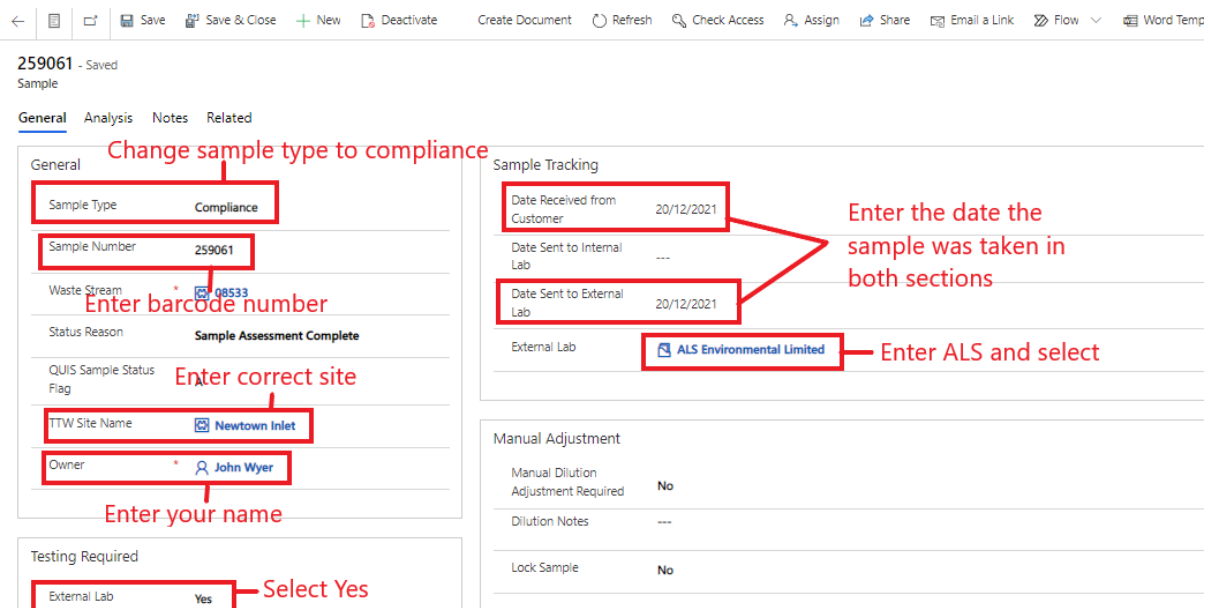 Save Save & Close New Deactivate Create Document Refresh Check Access Assign Share Email a Link Flow Word Temp
259061 - Saved
Sample
General Analysis Notes Related
Change sample type to compliance
General
Sample Type Compliance
Sample Number 259061
Waste Stream * 08533
Enter barcode number
Status Reason Sample Assessment Complete
QUIS Sample Status
Flag A
Enter correct site
TTW Site Name Newtown Inlet
Owner * John Wyer
Enter your name
Testing Required
External Lab Yes
Select Yes
Sample Tracking
Date Received from
Customer 20/12/2021
Date Sent to Internal
Lab ---
Date Sent to External
Lab 20/12/2021
Enter the date the
sample was taken in
both sections
External Lab ALS Environmental Limited
Enter ALS and select
Manual Adjustment
Manual Dilution
Adjustment Required No
Dilution Notes ---
Lock Sample No